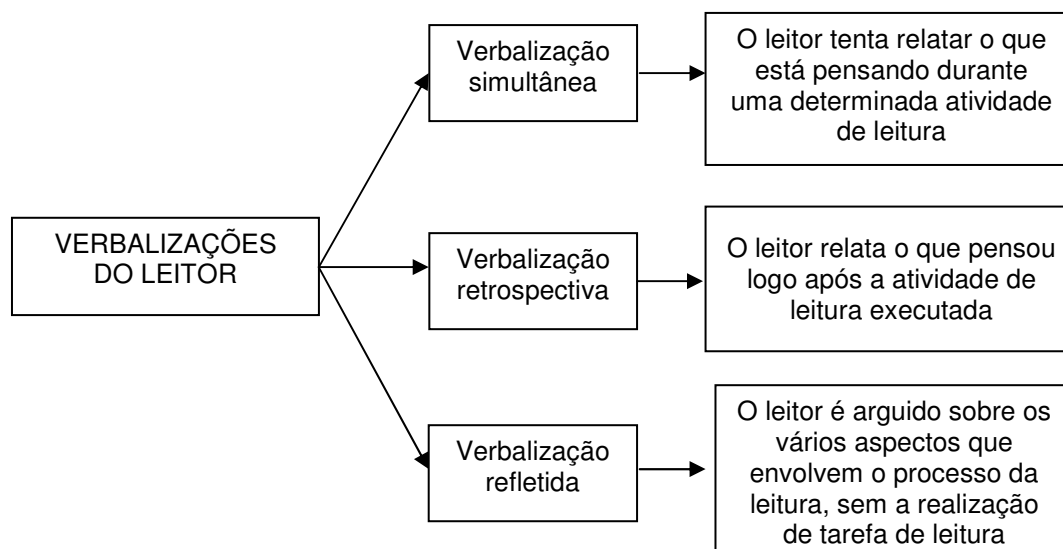 VERBALIZAÇÕES
DO LEITOR
Verbalização
simultânea
O leitor tenta relatar o que
está pensando durante
uma determinada atividade
de leitura
Verbalização
retrospectiva
O leitor relata o que pensou
logo após a atividade de
leitura executada
Verbalização
refletida
O leitor é arguido sobre os
vários aspectos que
envolvem o processo da
leitura, sem a realização
de tarefa de leitura